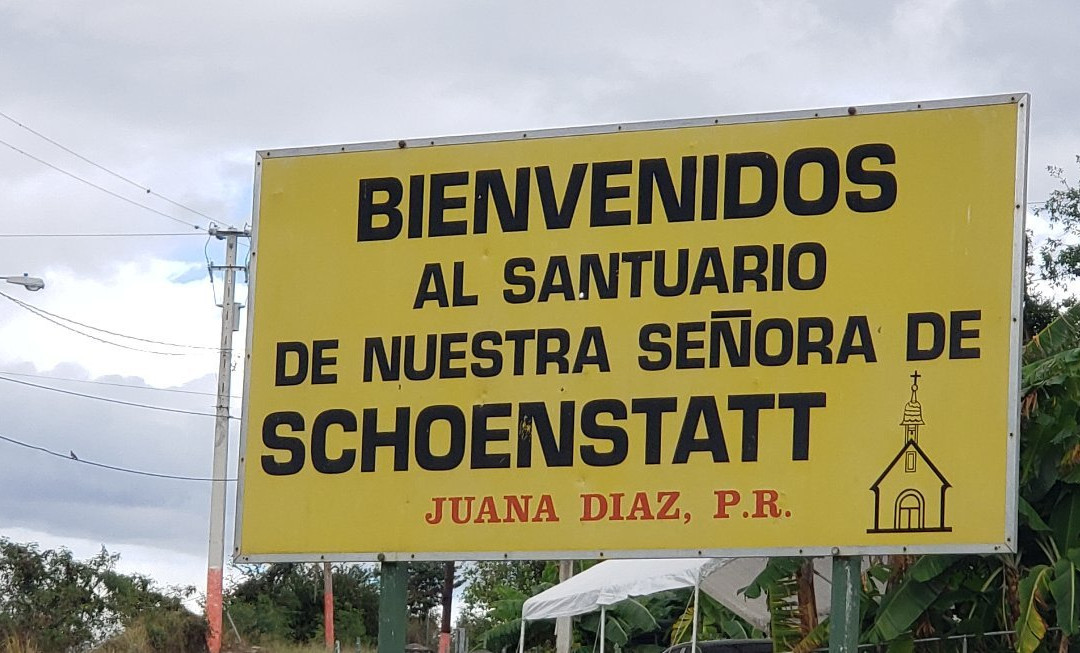 BIENVENIDOS
AL SANTUARIO
DE NUESTRA SEÑORA DE
SCHOENSTATT
JUANA DIAZ, P.R.